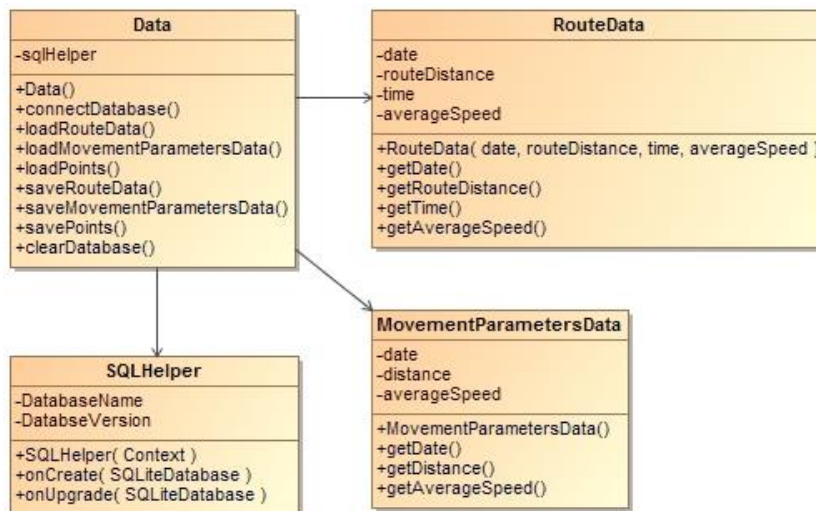 Data
-sqlHelper
+Data()
+connectDatabase()
+loadRouteData()
+loadMovementParametersData()
+loadPoints()
+saveRouteData()
+saveMovementParametersData()
+savePoints()
+clearDatabase()
RouteData
-date
-routeDistance
-time
-averageSpeed
+RouteData( date, routeDistance, time, averageSpeed )
+getDate()
+getRouteDistance()
+getTime()
+getAverageSpeed()
MovementParametersData
-date
-distance
-averageSpeed
+MovementParametersData()
+getDate()
+getDistance()
+getAverageSpeed()
SQLHelper
-DatabaseName
-DatabseVersion
+SQLHelper( Context )
+onCreate( SQLiteDatabase )
+onUpgrade( SQLiteDatabase )